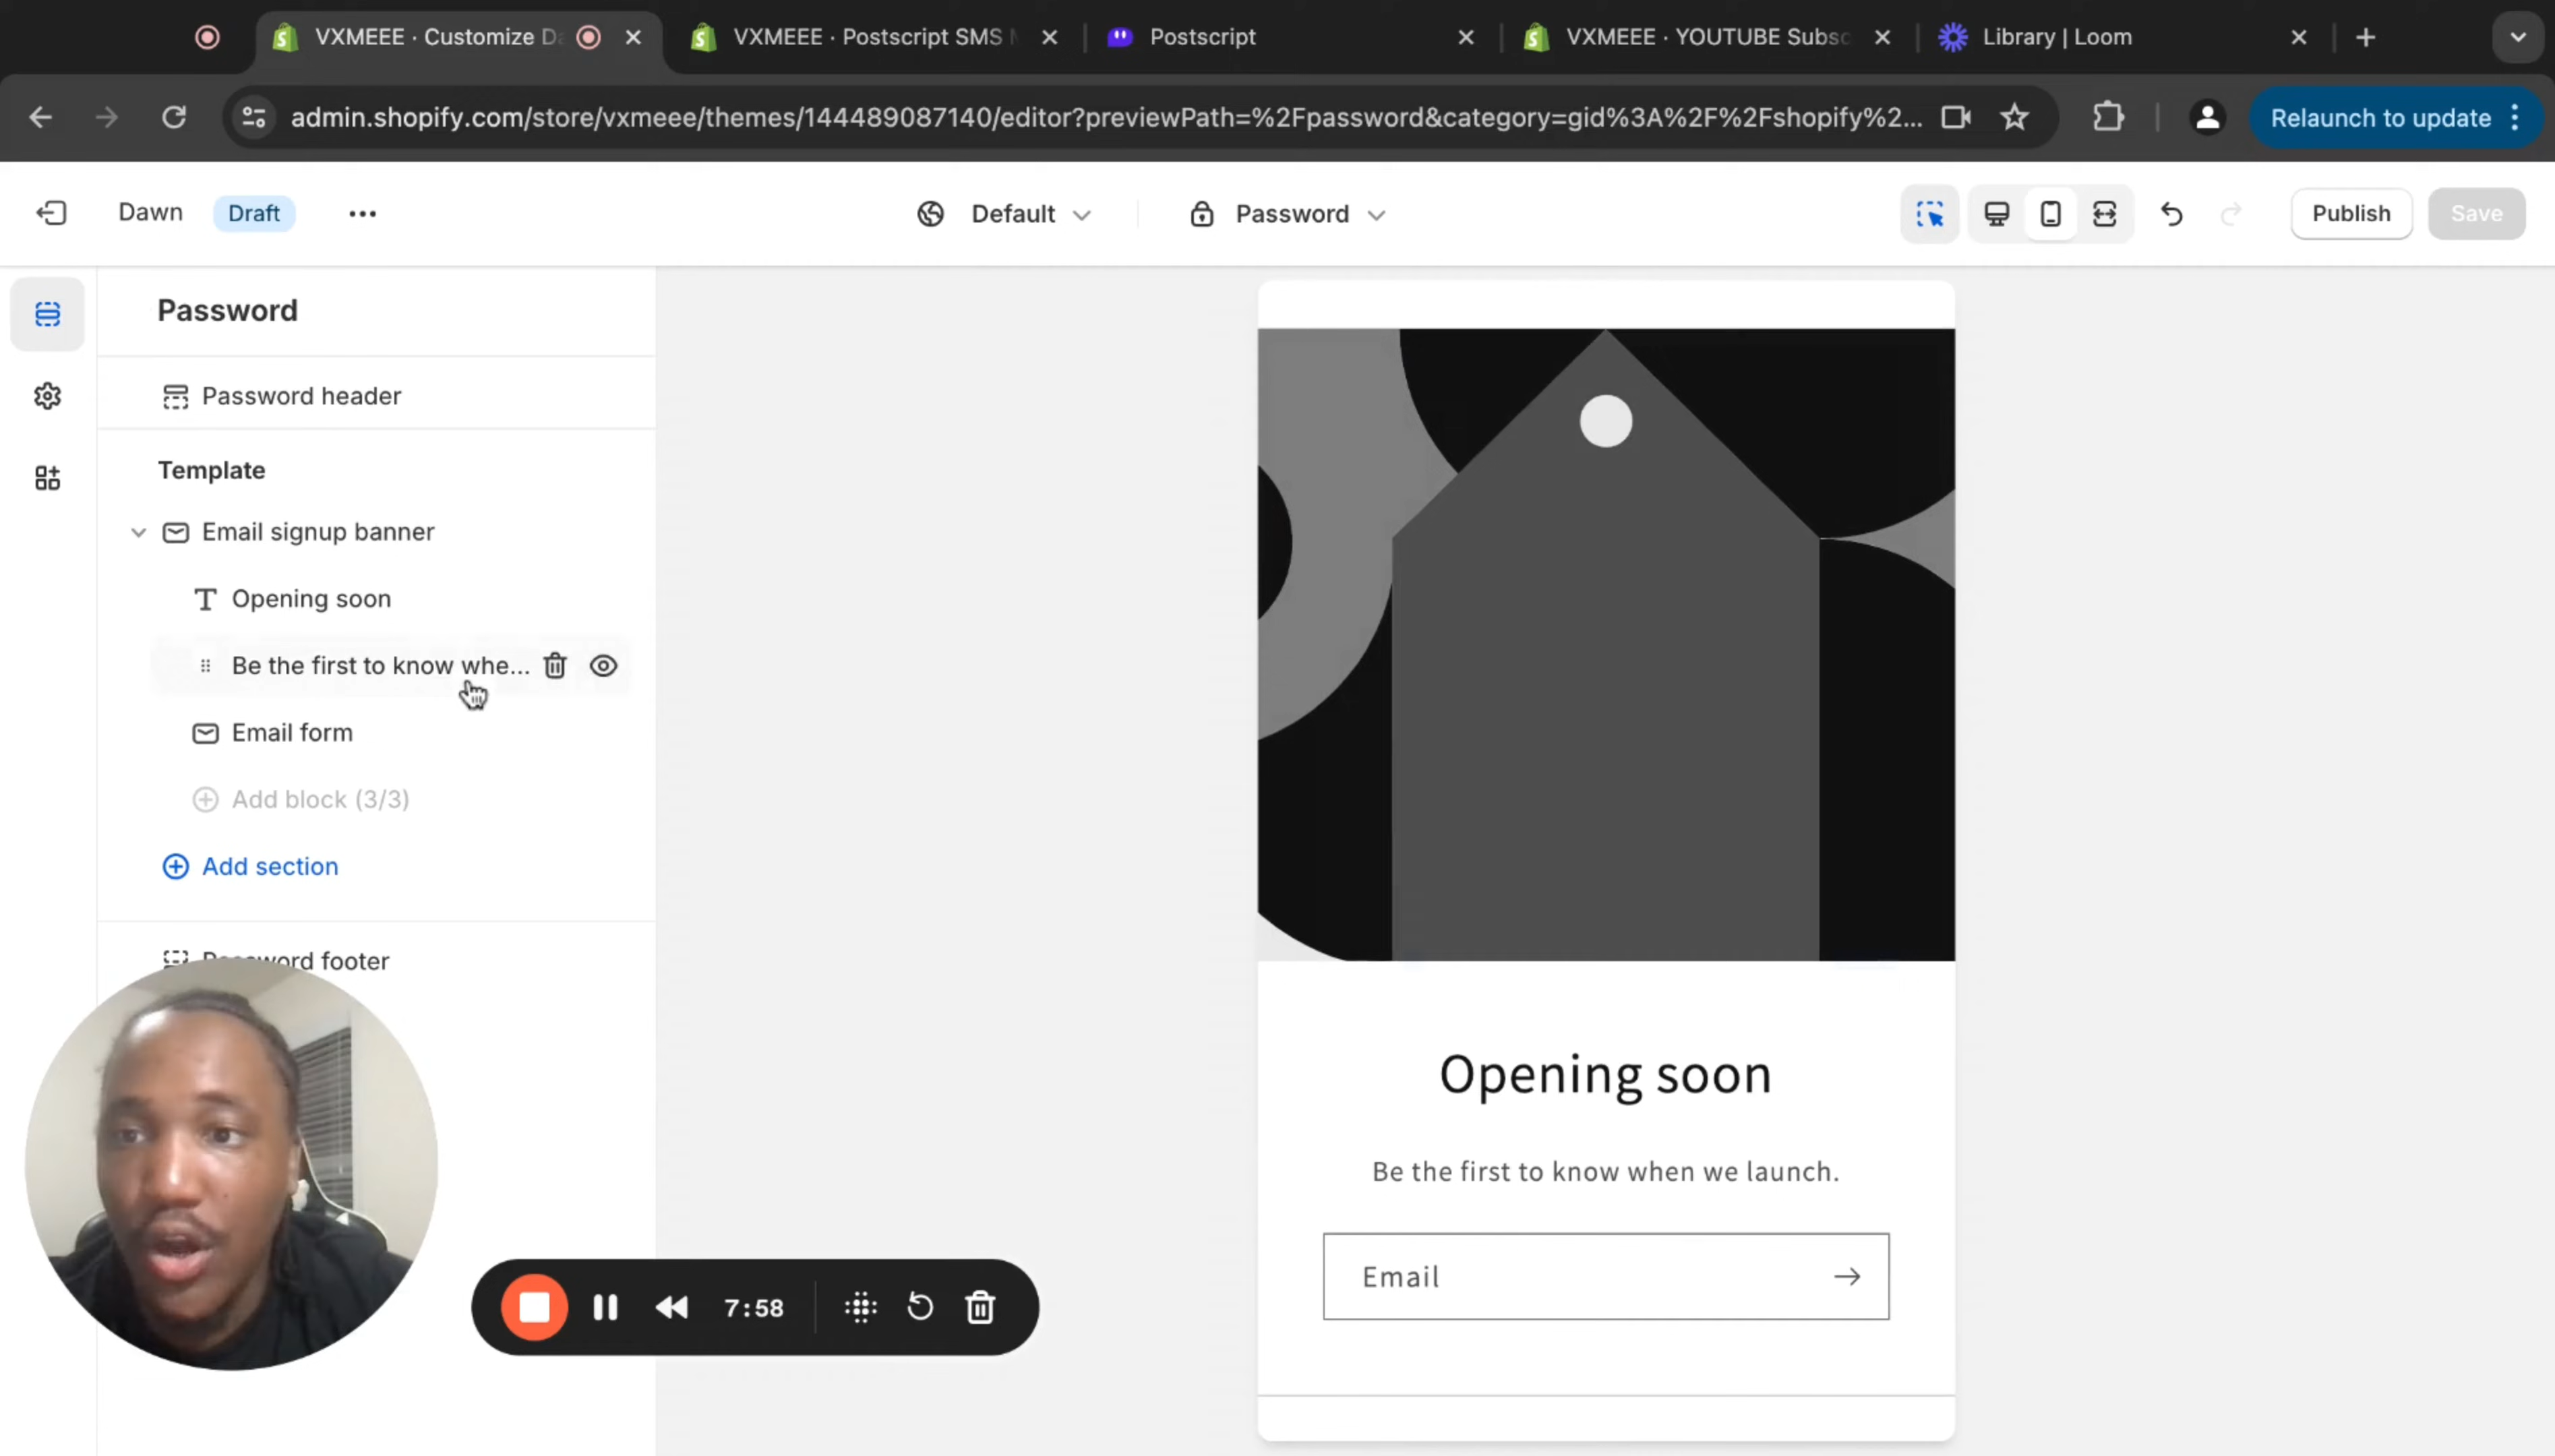 VXMEEE · Customize Da
VXMEEE · Postscript SMS M
Postscript
VXMEEE · YOUTUBE Subsc
Library | Loom
admin.shopify.com/store/vxmeee/themes/144489087140/editor?previewPath=%2Fpassword&category=gid%3A%2F%2Fshopify%2...
Relaunch to update
Dawn
Draft
Default
Password
Publish
Save
Password
Password header
Template
Email signup banner
Opening soon
Be the first to know whe...
Email form
Add block (3/3)
Add section
Password footer
7:58
Opening soon
Be the first to know when we launch.
Email